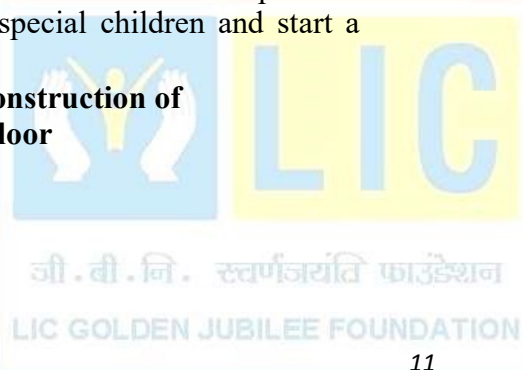 special children and start a
onstruction of
loor
LIC
जी.बी.नि. स्वर्णजयंति फाउंडेशन
LIC GOLDEN JUBILEE FOUNDATION
11